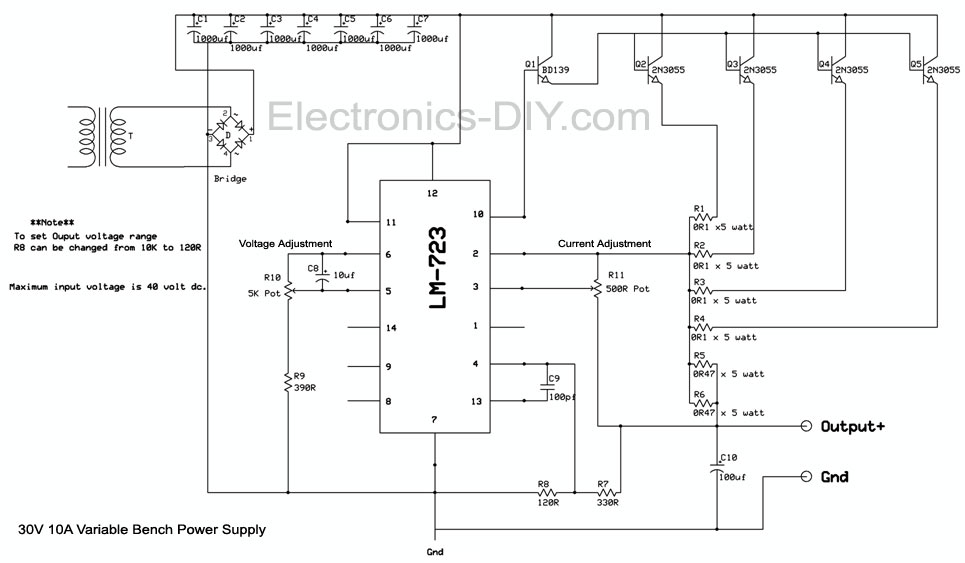 C1 C2 C3 C4 C5 C6 C7
1000uf 1000uf 1000uf 1000uf 1000uf 1000uf 1000uf
Q1 BD139
Q2 2N3055
Q3 2N3055
Q4 2N3055
Q5 2N3055
Electronics-DIY.com
T
2
- D +
3 1
~
4
~
Bridge
**Note**
To set Ouput voltage range
R8 can be changed from 10K to 120R
Maximum input voltage is 40 volt dc.
Voltage Adjustment
Current Adjustment
C8
10uf
R10
5K Pot
R9
390R
LM-723
12
11
6
5
14
9
8
7
10
2
3
1
4
13
R11
500R Pot
C9
100pf
R1
0R1 x5 watt
R2
0R1 x 5 watt
R3
0R1 x 5 watt
R4
0R1 x 5 watt
R5
0R47 x 5 watt
R6
0R47 x 5 watt
Output+
C10
100uf
Gnd
R8
120R
R7
330R
30V 10A Variable Bench Power Supply
Gnd